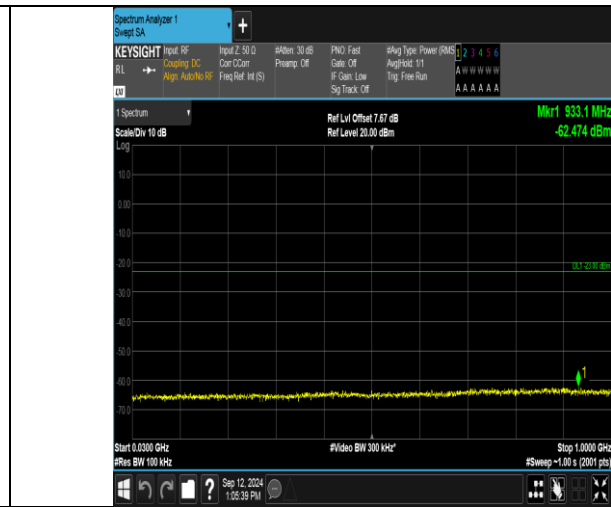 Spectrum Analyzer 1
Swept SA
+
KEYSIGHT
RL
Input: RF
Coupling: DC
Align: Auto/No RF
Input Z: 50 Ω
Corr CCorr
Freq Ref: Int (S)
#Atten: 30 dB
Preamp: Off
PNO: Fast
Gate: Off
IF Gain: Low
Sig Track: Off
#Avg Type: Power (RMS
Avg|Hold: 1/1
Trig: Free Run
1 2 3 4 5 6
A W W W W W
A A A A A A
1 Spectrum
Scale/Div 10 dB
Ref Lvl Offset 7.67 dB
Ref Level 20.00 dBm
Mkr1 933.1 MHz
-62.474 dBm
Log
10.0
0.00
-10.0
-20.0
DL1 -23.00 dBm
-30.0
-40.0
-50.0
1
-60.0
-70.0
Start 0.0300 GHz
#Video BW 300 kHz*
Stop 1.0000 GHz
#Res BW 100 kHz
#Sweep ~1.00 s (2001 pts)
?
Sep 12, 2024
1:05:39 PM